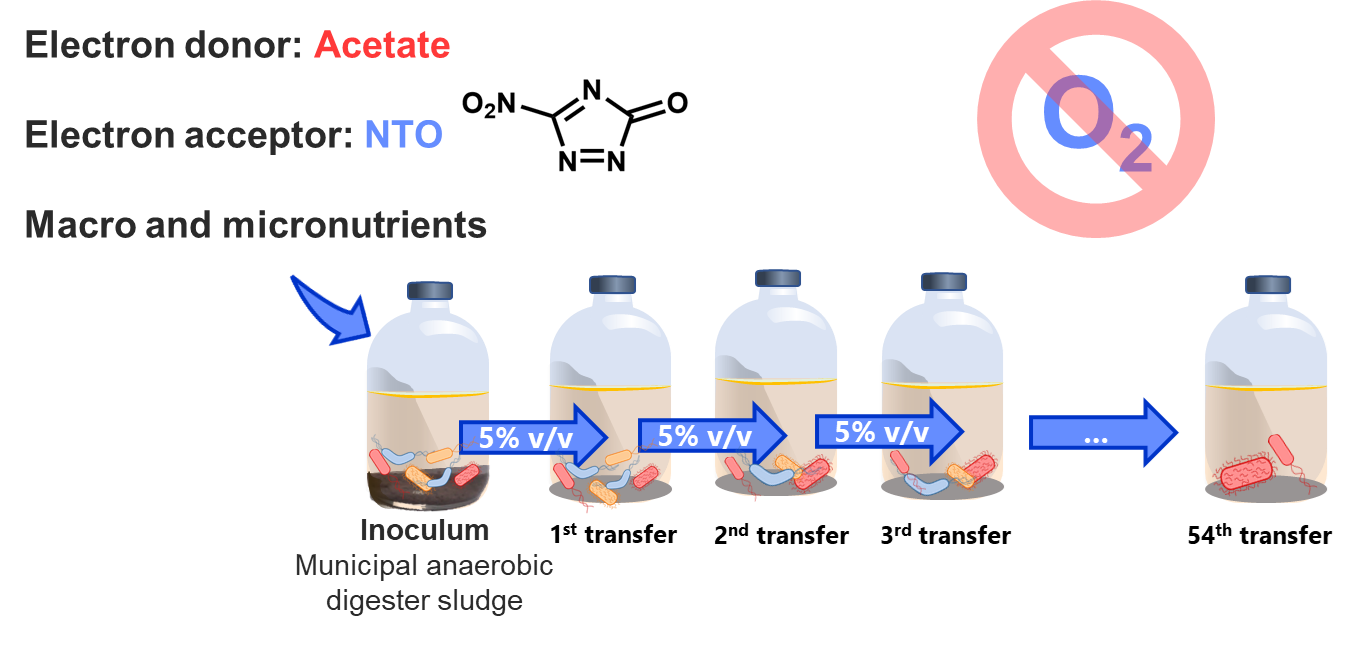 Electron donor: Acetate
O₂N
N
O
N=N
Electron acceptor: NTO
O₂
Macro and micronutrients
5% v/v
5% v/v
5% v/v
...
Inoculum
Municipal anaerobic
digester sludge
1st transfer
2nd transfer
3rd transfer
54th transfer